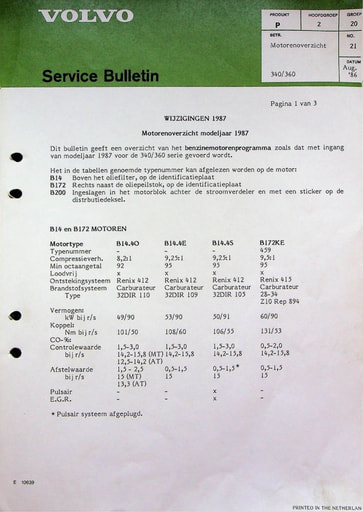 VOLVO
Service Bulletin
PRODUKT HOOFDGROEP GROEP
P 2 20
BETR. NO.
Motorenoverzicht 21
DATUM
340/360 Aug. '86
Pagina 1 van 3
WIJZIGINGEN 1987
Motorenoverzicht modeljaar 1987
Dit bulletin geeft een overzicht van het benzinemotorenprogramma zoals dat met ingang
van modeljaar 1987 voor de 340/360 serie gevoerd wordt.
Het in de tabellen genoemde typenummer kan afgelezen worden op de motor:
B14 Boven het oliefilter, op de identificatieplaat
B172 Rechts naast de oliepeilstok, op de identificatieplaat
B200 Ingeslagen in het motorblok achter de stroomverdeler en met een sticker op de
distributiedeksel.
B14 en B172 MOTOREN
Motortype B14.4O B14.4E B14.4S B172KE
Typenummer - - - 459
Compressieverh. 8,2:1 9,25:1 9,25:1 9,5:1
Min octaangetal 92 95 95 95
Loodvrij x x x x
Ontstekingsysteem Renix 412 Renix 412 Renix 412 Renix 415
Brandstofsysteem Carburateur Carburateur Carburateur Carburateur
Type 32DIR 110 32DIR 109 32DIR 105 28-34
Z10 Rep 894
Vermogen
kW bij r/s 49/90 53/90 50/91 60/90
Koppel:
Nm bij r/s 101/50 108/60 106/55 131/53
CO-%:
Controlewaarde 1,5-3,0 1,5-3,0 1,5-3,0 0,5-2,0
bij r/s 14,2-15,8 (MT) 14,2-15,8 14,2-15,8 14,2-15,8
12,5-14,2 (AT)
Afstelwaarde 1,5 - 2,5 0,5-1,5 0,5-1,5* 0,5-1,5
bij r/s 15 (MT) 15 15 15
13,3 (AT)
Pulsair - - x -
E.G.R. - - x -
* Pulsair systeem afgeplugd.
E 10639
PRINTED IN THE NETHERLAN